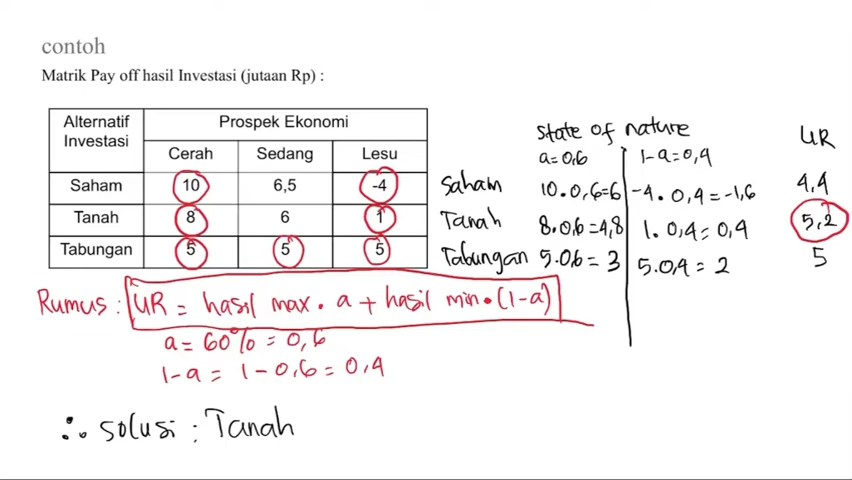 contoh
Matrik Pay off hasil Investasi (jutaan Rp) :
Alternatif Investasi Prospek Ekonomi
Cerah Sedang Lesu
Saham 10 6,5 -4
Tanah 8 6 1
Tabungan 5 5 5
State of nature UR
a=0,6 1-a=0,4
Saham 10.0,6=6 -4.0,4=-1,6 4,4
Tanah 8.0,6=4,8 1.0,4=0,4 5,2
Tabungan 5.0,6=3 5.0,4=2 5
Rumus: UR = hasil max. a + hasil min.(1-a)
a = 60% = 0,6
1-a = 1-0,6 = 0,4
∴ solusi : Tanah